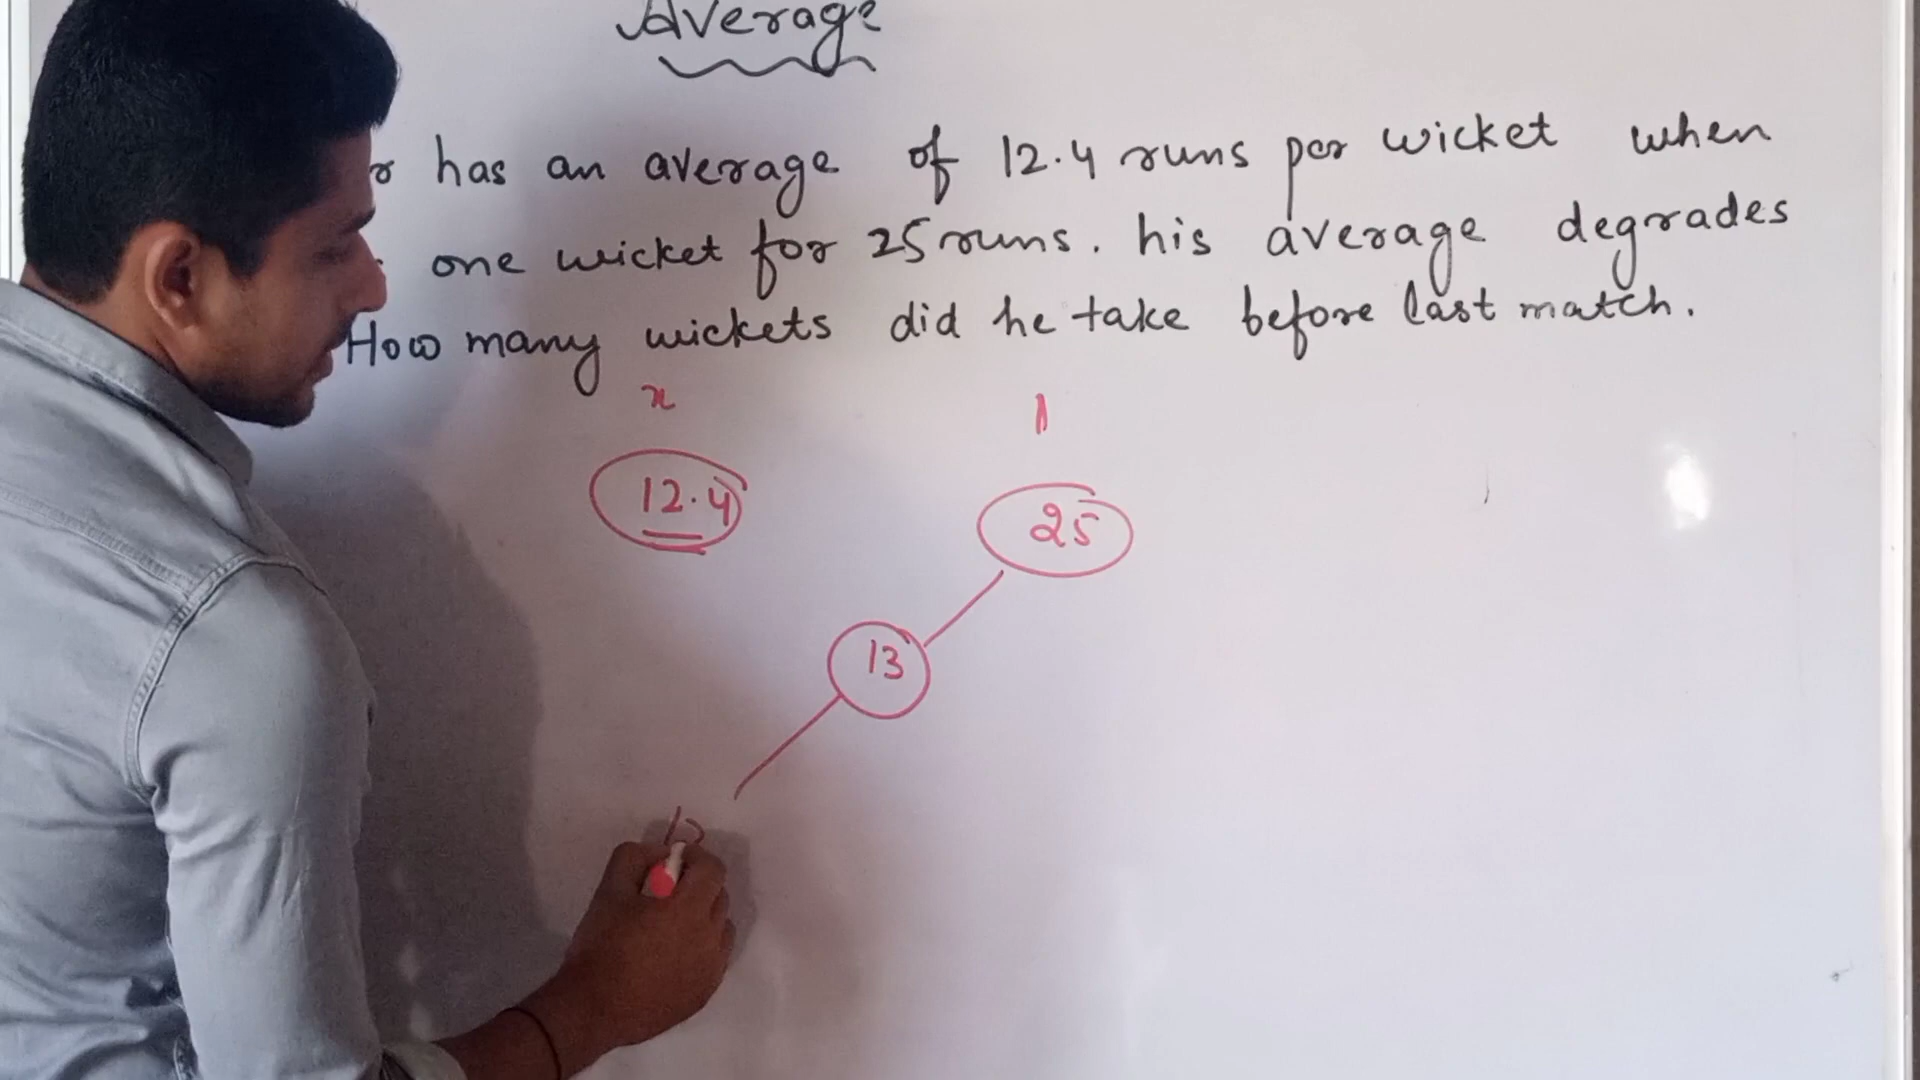 Average
has an average of 12.4 runs per wicket when
one wicket for 25 runs. his average degrades
How many wickets did he take before last match.
x 1
12.4 25
13
12